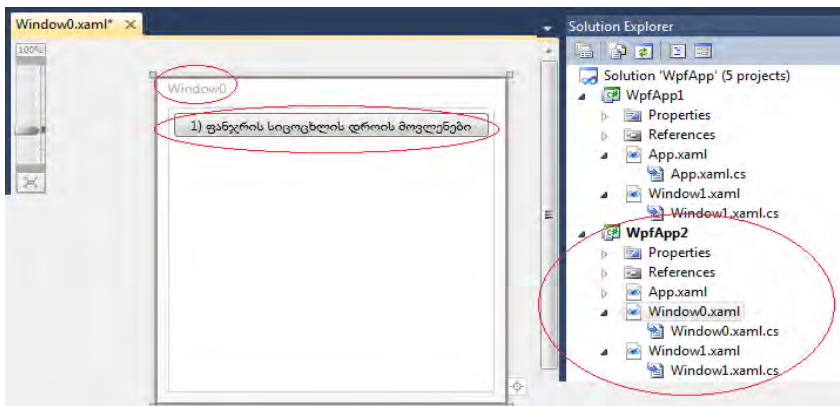 Window0.xaml*
100%
Window0
1) ფანჯრის სიცოცხლის დროის მოვლენები
Solution Explorer
Solution 'WpfApp' (5 projects)
WpfApp1
Properties
References
App.xaml
App.xaml.cs
Window1.xaml
Window1.xaml.cs
WpfApp2
Properties
References
App.xaml
Window0.xaml
Window0.xaml.cs
Window1.xaml
Window1.xaml.cs